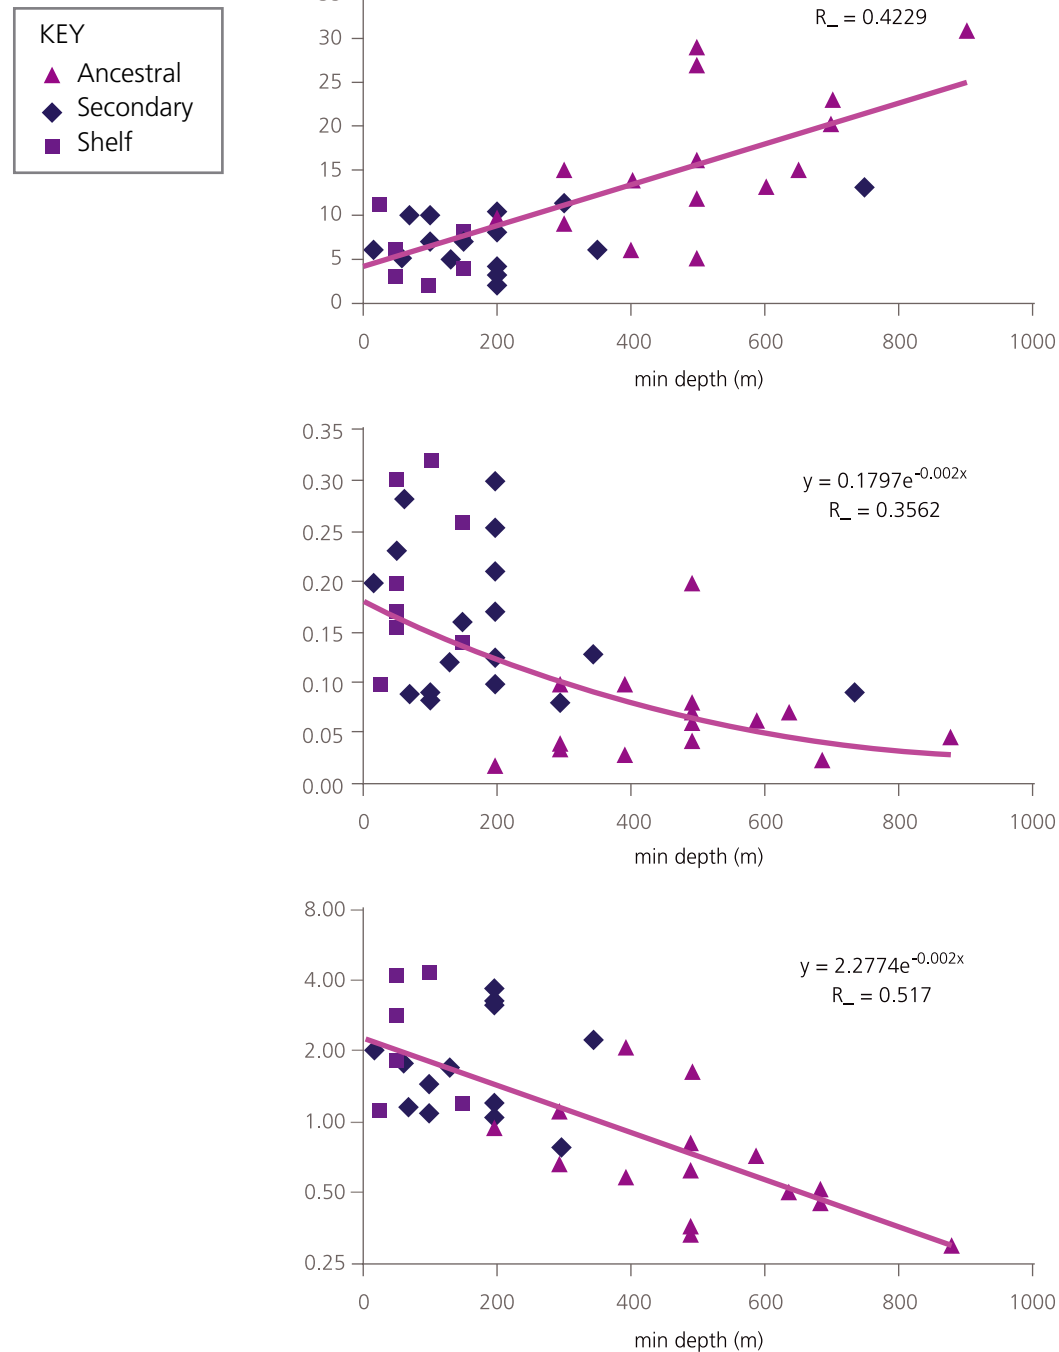 KEY
Ancestral
Secondary
Shelf
R_ = 0.4229
30
25
20
15
10
5
0
0 200 400 600 800 1000
min depth (m)
0.35
0.30
0.25
0.20
0.15
0.10
0.05
0.00
y = 0.1797e-0.002x
R_ = 0.3562
0 200 400 600 800 1000
min depth (m)
8.00
4.00
2.00
1.00
0.50
0.25
y = 2.2774e-0.002x
R_ = 0.517
0 200 400 600 800 1000
min depth (m)